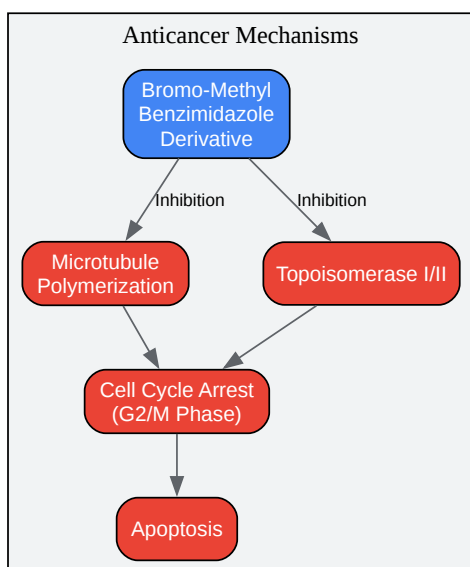 Anticancer Mechanisms
Bromo-Methyl
Benzimidazole
Derivative
Inhibition
Inhibition
Microtubule
Polymerization
Topoisomerase I/II
Cell Cycle Arrest
(G2/M Phase)
Apoptosis